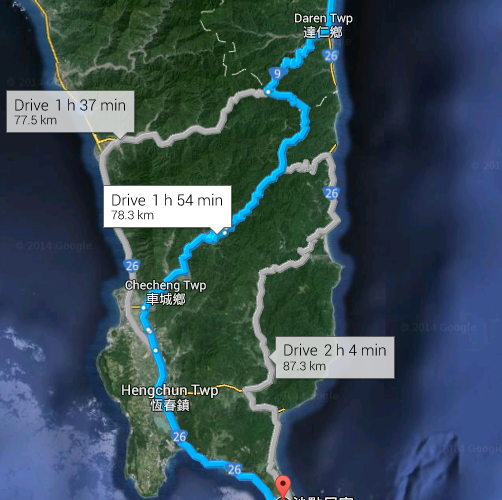 Daren Twp
達仁鄉
26
9
© 2014 Google
Drive 1 h 37 min
77.5 km
26
Drive 1 h 54 min
78.3 km
© 2014 Google
26
Checheng Twp
車城鄉
© 2014 Google
Drive 2 h 4 min
87.3 km
Hengchun Twp
恆春鎮
26
26